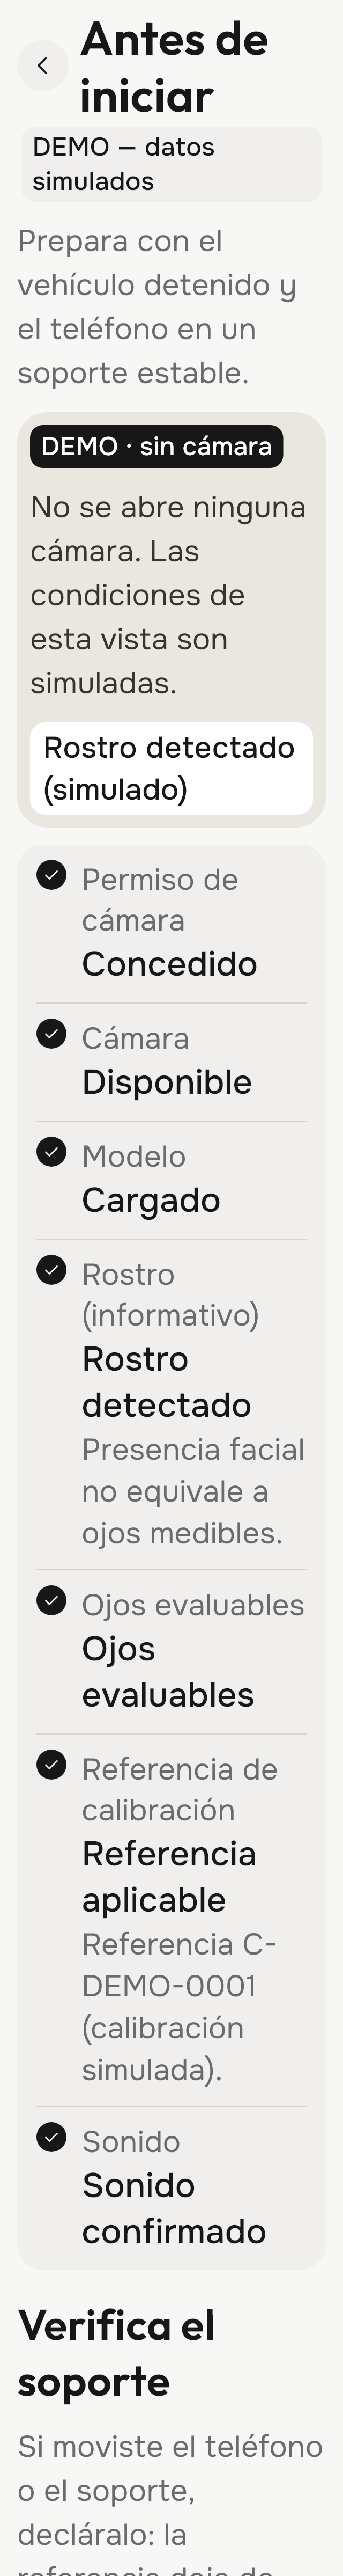 Antes de
iniciar
DEMO — datos
simulados
Prepara con el
vehículo detenido y
el teléfono en un
soporte estable.
DEMO · sin cámara
No se abre ninguna
cámara. Las
condiciones de
esta vista son
simuladas.
Rostro detectado
(simulado)
Permiso de
cámara
Concedido
Cámara
Disponible
Modelo
Cargado
Rostro
(informativo)
Rostro
detectado
Presencia facial
no equivale a
ojos medibles.
Ojos evaluables
Ojos
evaluables
Referencia de
calibración
Referencia
aplicable
Referencia C-
DEMO-0001
(calibración
simulada).
Sonido
Sonido
confirmado
Verifica el
soporte
Si moviste el teléfono
o el soporte,
decláralo: la
referencia deja de